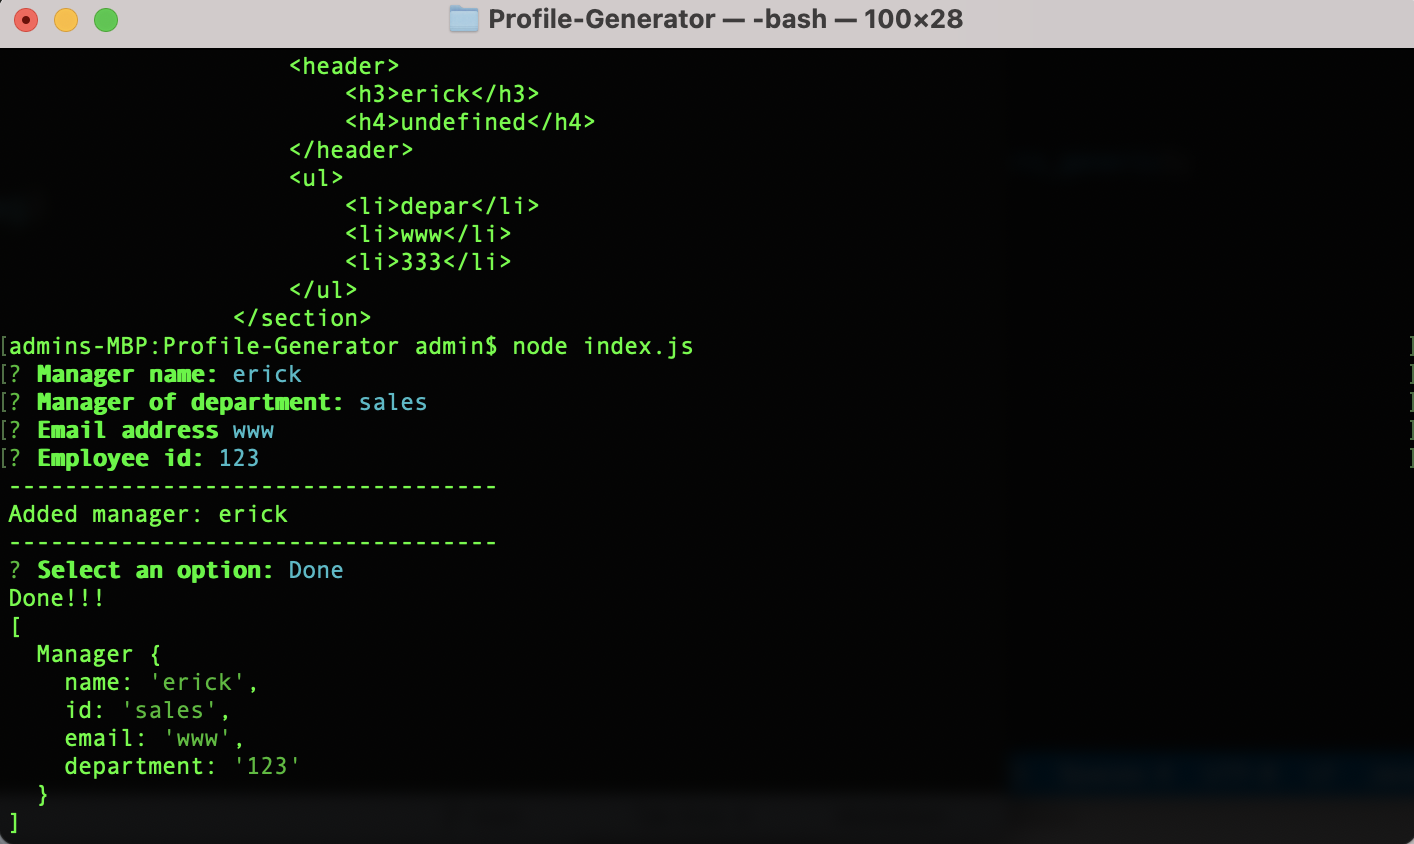 Profile-Generator — -bash — 100×28
<header>
<h3>erick</h3>
<h4>undefined</h4>
</header>
<ul>
<li>depar</li>
<li>www</li>
<li>333</li>
</ul>
</section>
[admins-MBP:Profile-Generator admin$ node index.js ]
[? Manager name: erick ]
[? Manager of department: sales ]
[? Email address www ]
[? Employee id: 123 ]
-----------------------------------
Added manager: erick
-----------------------------------
? Select an option: Done
Done!!!
[
Manager {
name: 'erick',
id: 'sales',
email: 'www',
department: '123'
}
]